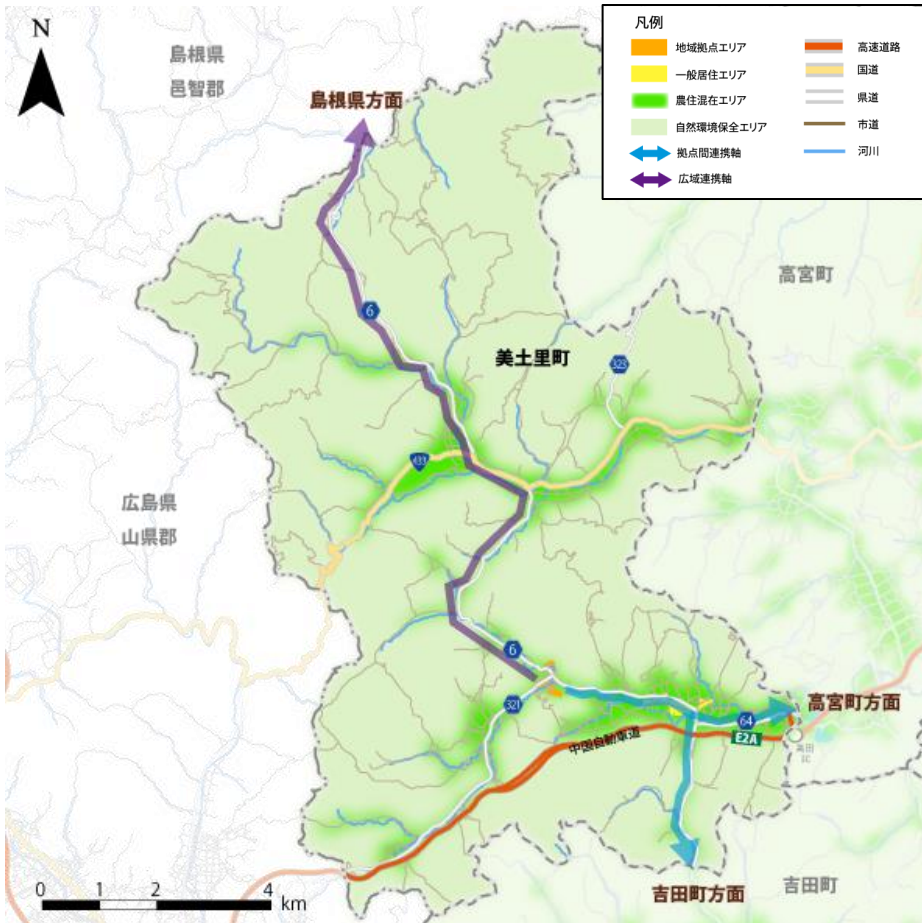 凡例
地域拠点エリア
一般居住エリア
農住混在エリア
自然環境保全エリア
拠点間連携軸
広域連携軸
高速道路
国道
県道
市道
河川
N
島根県
邑智郡
島根県方面
高宮町
6
美土里町
323
433
広島県
山県郡
6
321
64
高宮町方面
E2A
中国自動車道
高田
IC
吉田町方面
吉田町
0 1 2 4
km